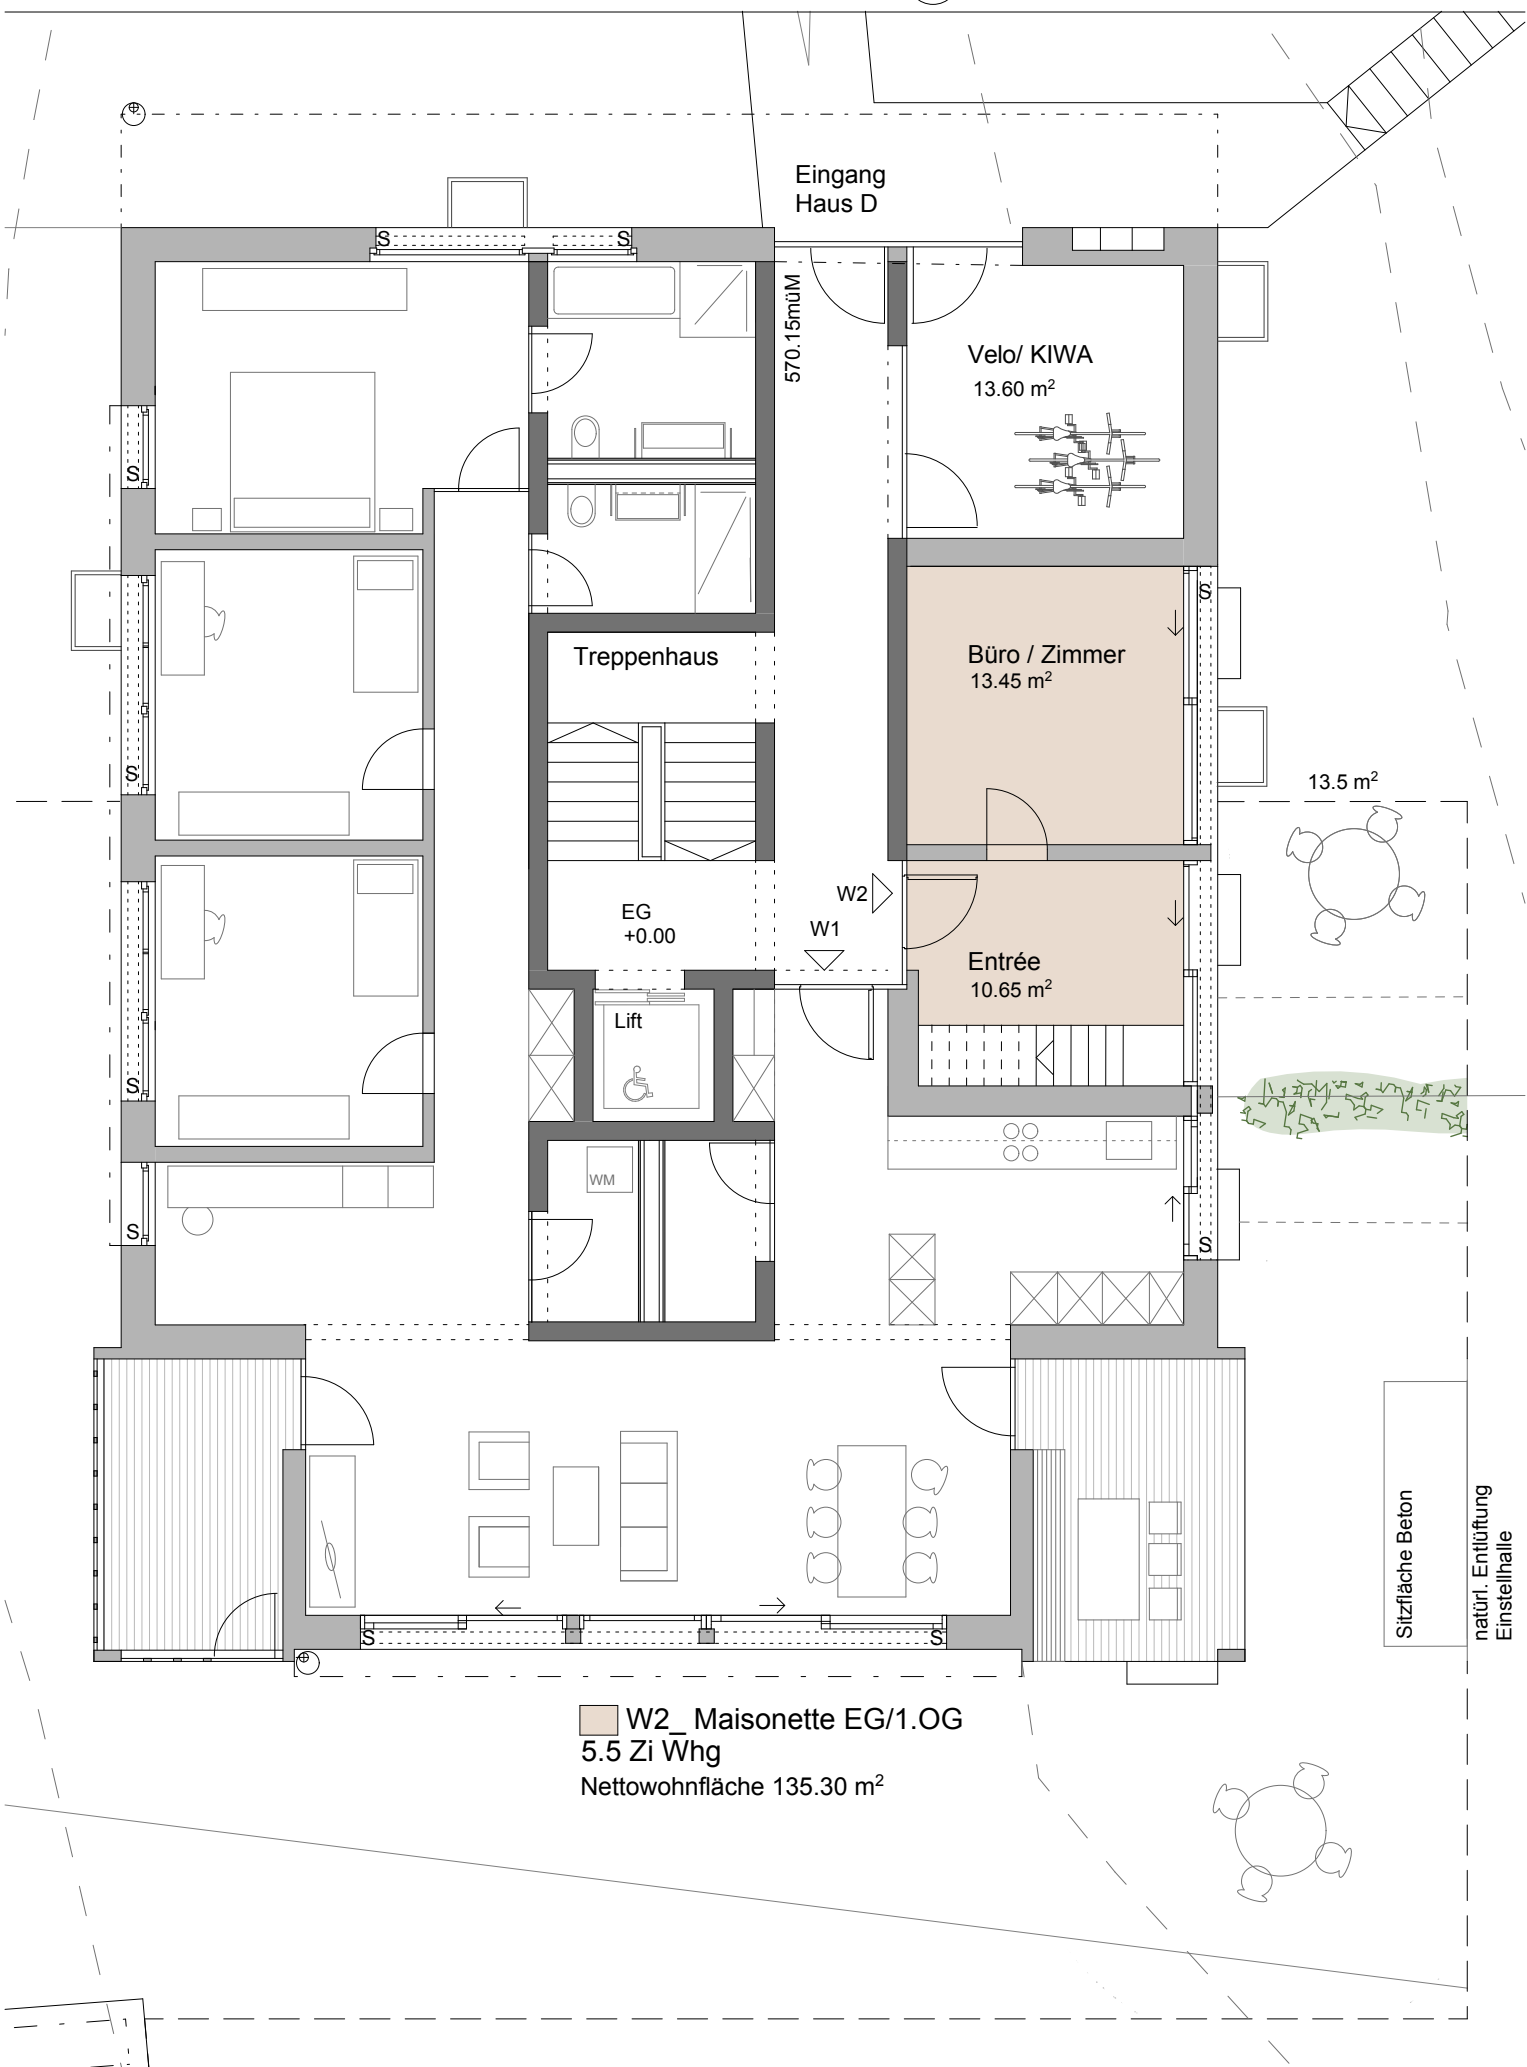 Eingang
Haus D
S
S
570.15müM
Velo/ KIWA
13.60 m²
S
S
Treppenhaus
Büro / Zimmer
13.45 m²
S
13.5 m²
W2
EG
+0.00
W1
Entrée
10.65 m²
Lift
S
WM
S
S
Sitzfläche Beton
natürl. Entlüftung
Einstellhalle
S
S
W2_ Maisonette EG/1.OG
5.5 Zi Whg
Nettowohnfläche 135.30 m²